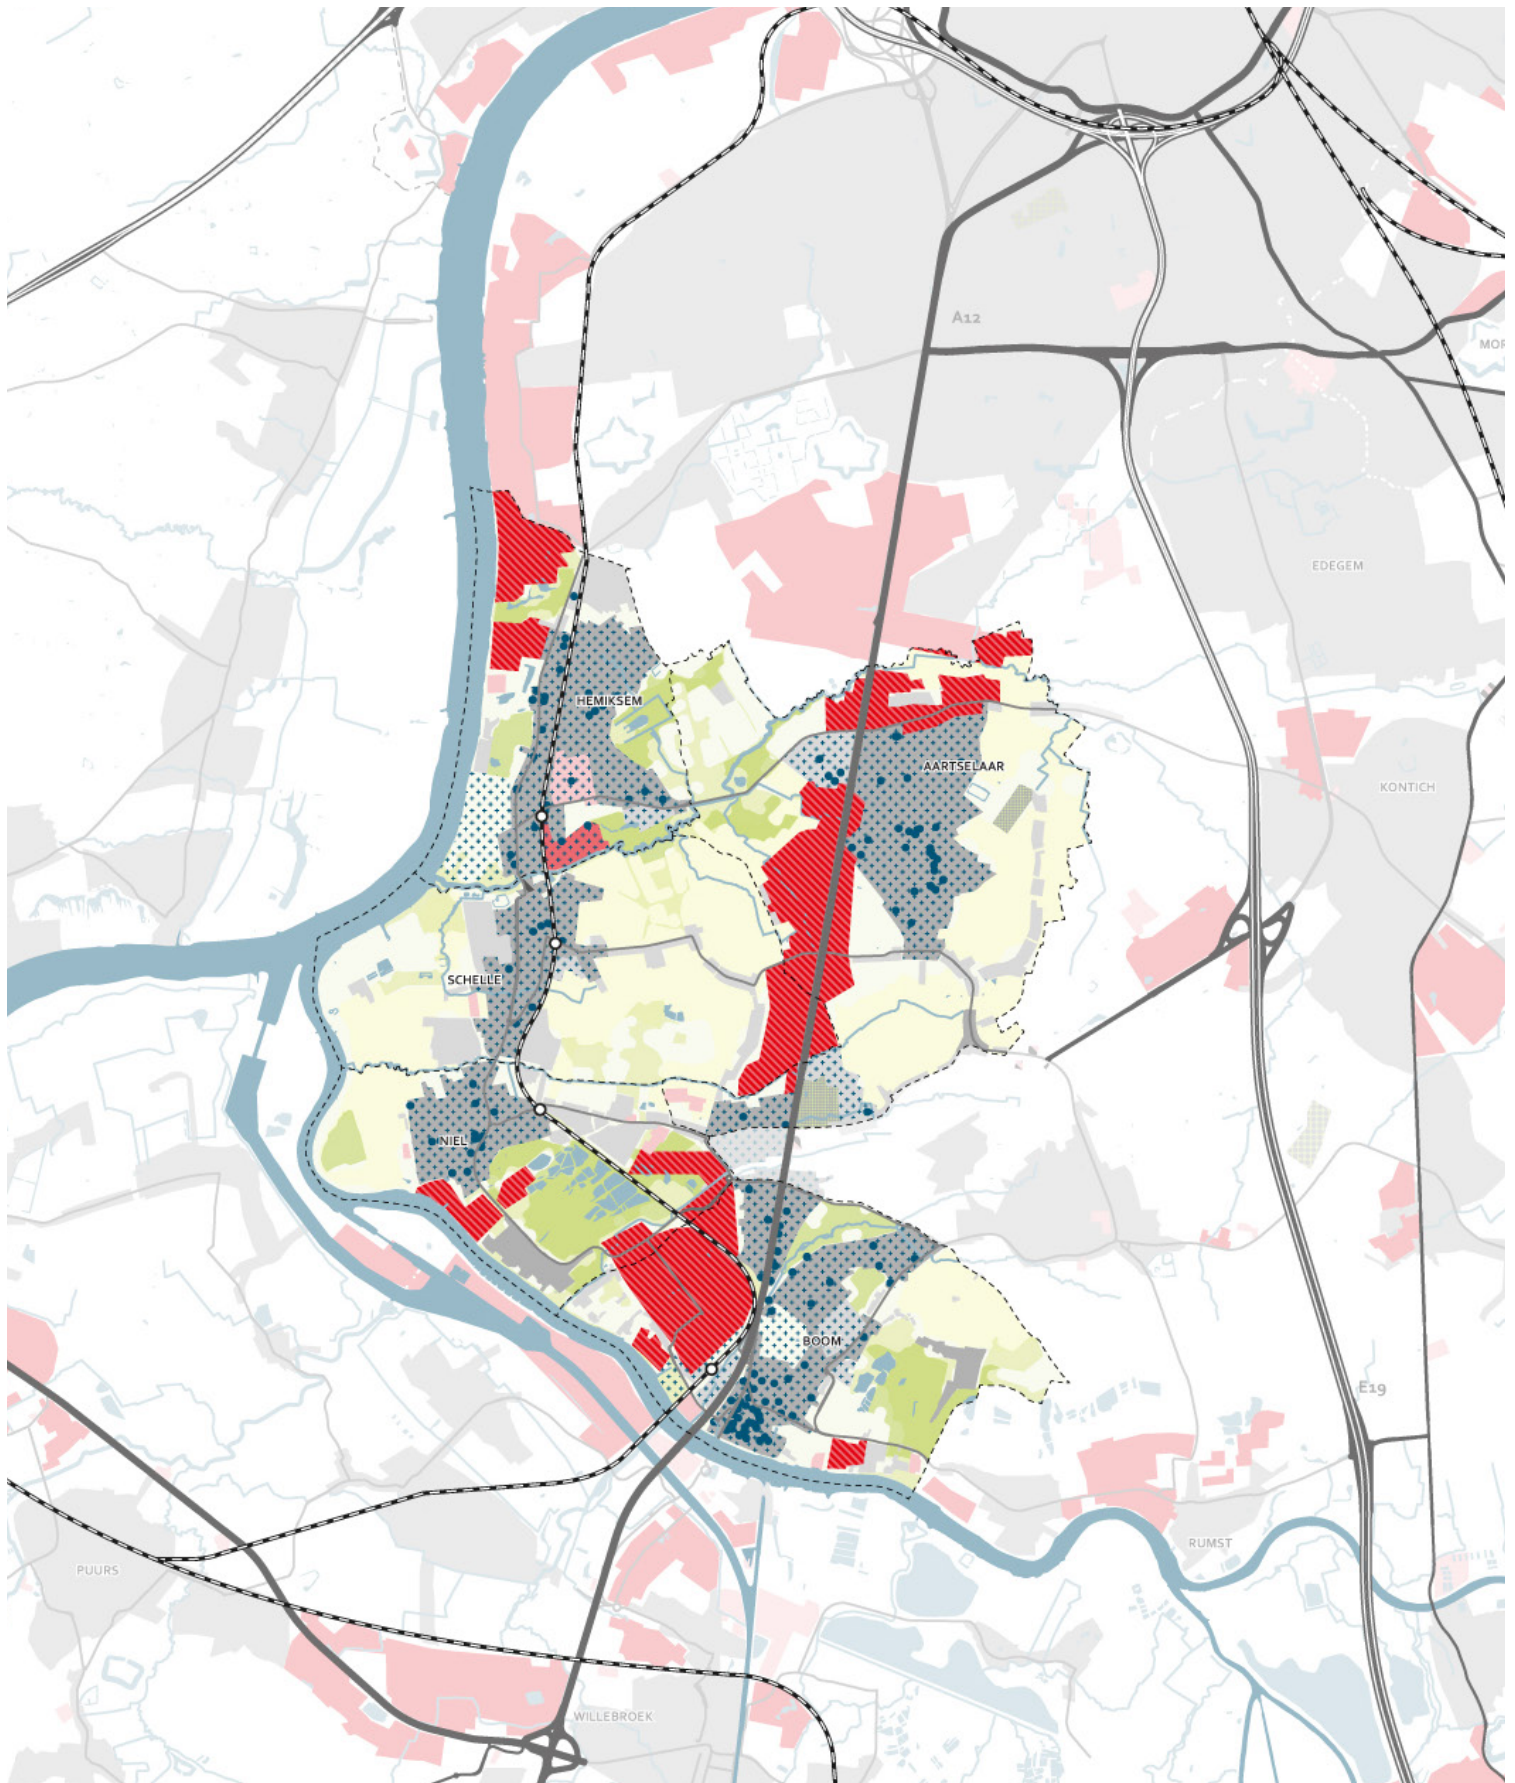 A12
MOR
EDEGEM
HEMIKSEM
AARTSELAAR
KONTICH
SCHELLE
NIEL
BOOM
E19
RUMST
PUURS
WILLEBROEK